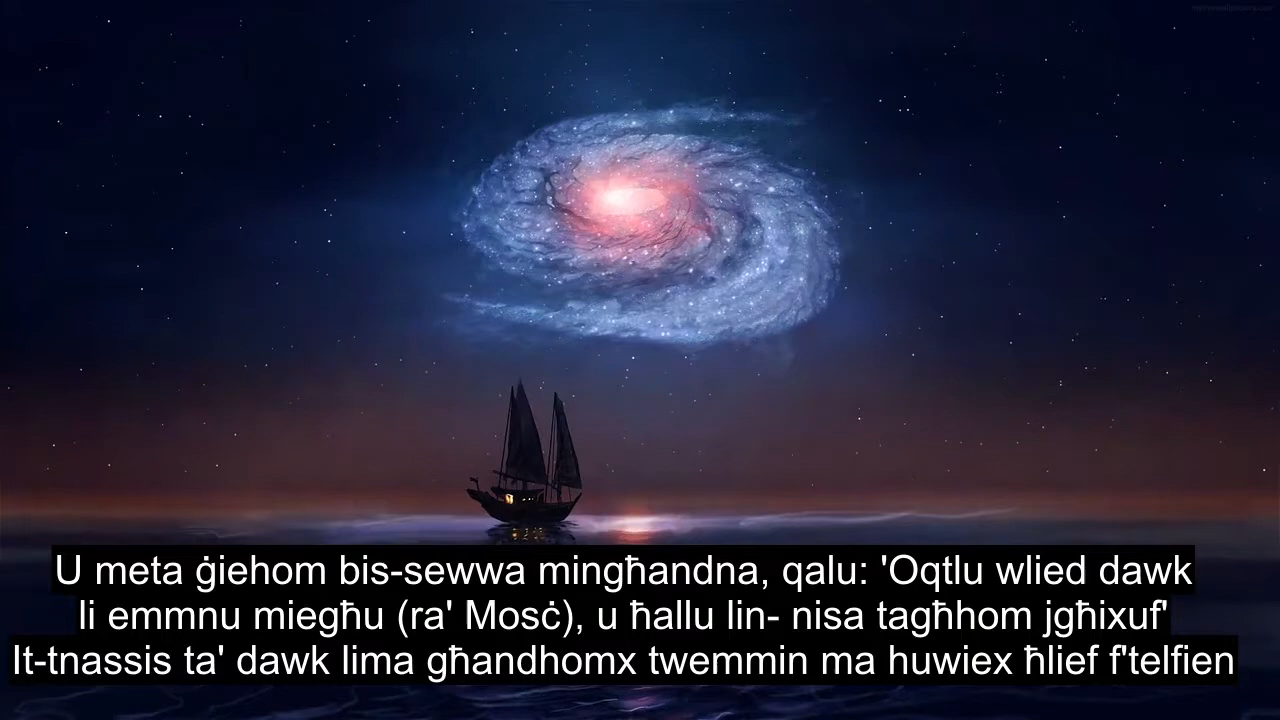 U meta ġiehom bis-sewwa mingħandna, qalu: 'Oqtlu wlied dawk
li emmnu miegħu (ra' Mosċ), u ħallu lin- nisa tagħhom jgħixuf'
It-tnassis ta' dawk lima għandhomx twemmin ma huwiex ħlief f'telfien